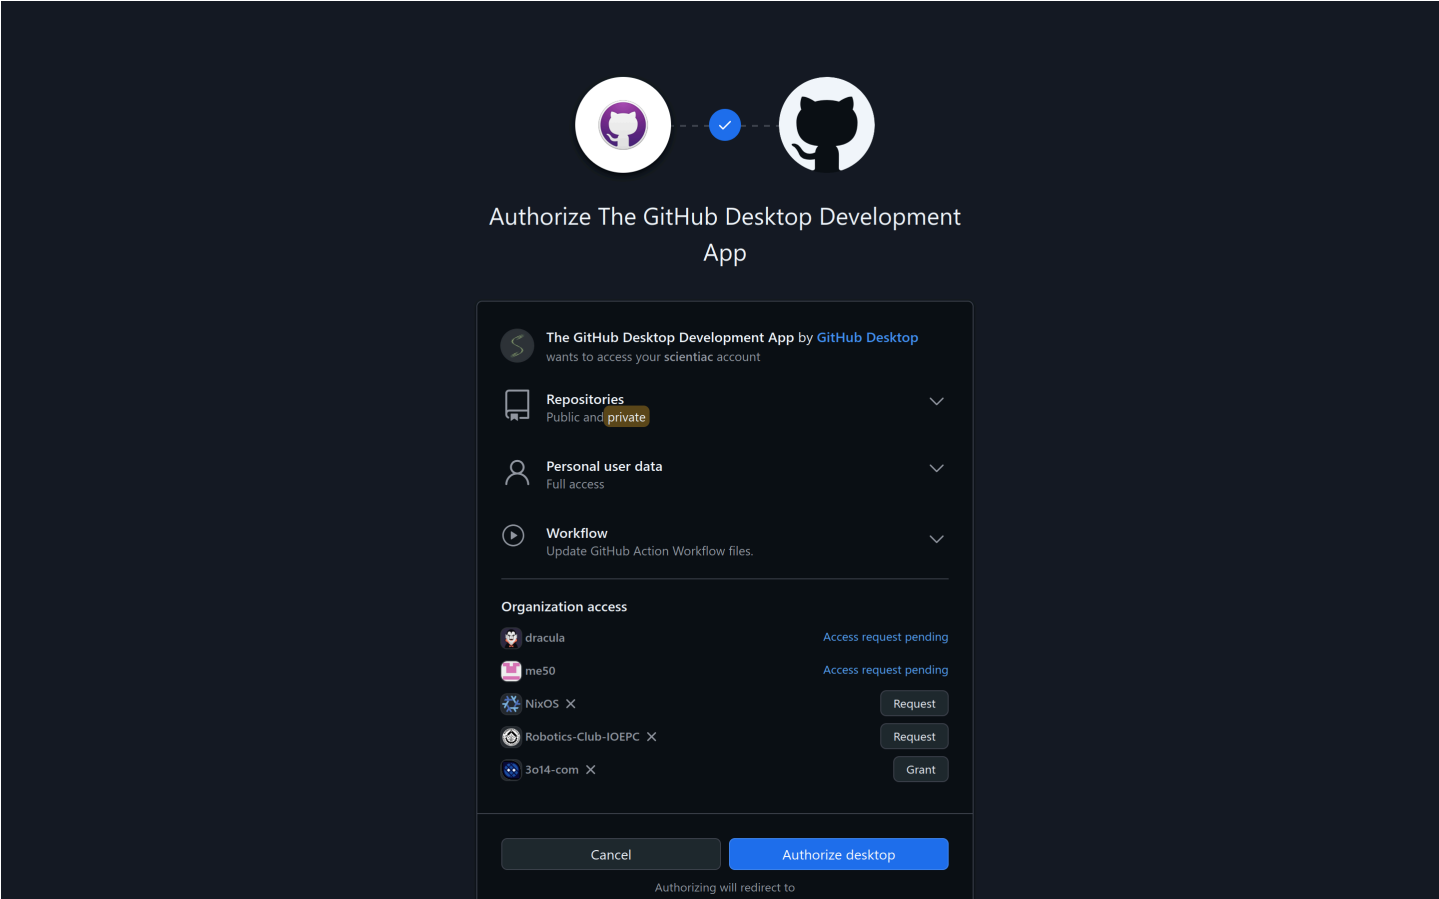 Authorize The GitHub Desktop Development
App
The GitHub Desktop Development App by GitHub Desktop
wants to access your scientiac account
Repositories
Public and private
Personal user data
Full access
Workflow
Update GitHub Action Workflow files.
Organization access
dracula Access request pending
me50 Access request pending
NixOS Request
Robotics-Club-IOEPC Request
3o14-com Grant
Cancel Authorize desktop
Authorizing will redirect to